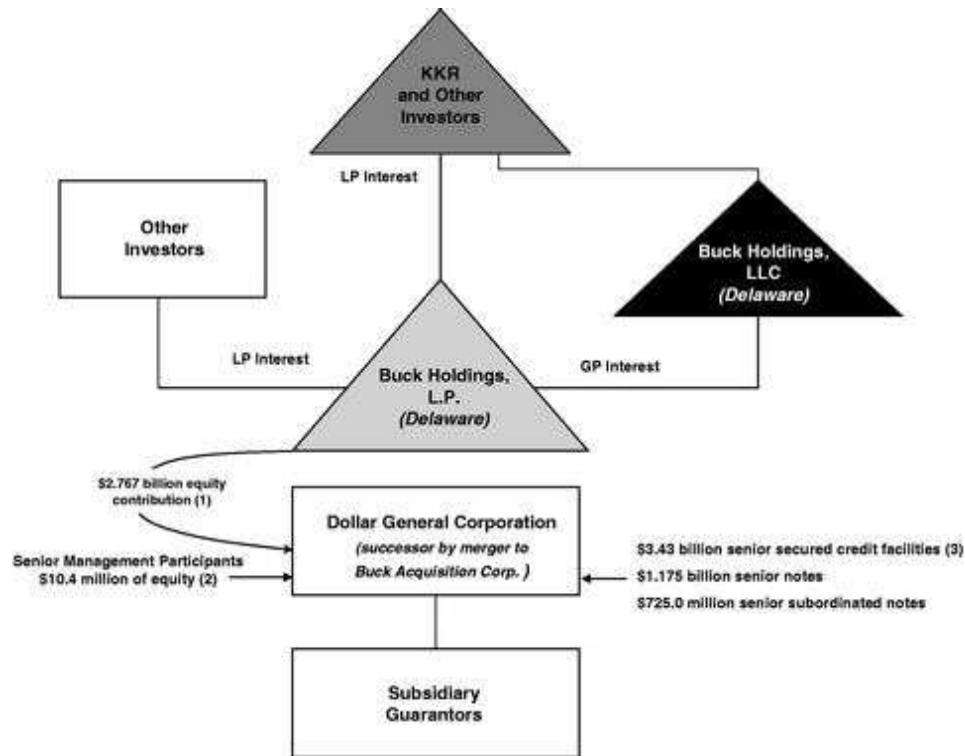 KKR
and Other
Investors
LP Interest
Other
Investors
Buck Holdings,
LLC
(Delaware)
LP Interest
GP Interest
Buck Holdings,
L.P.
(Delaware)
$2.767 billion equity
contribution (1)
Dollar General Corporation
(successor by merger to
Buck Acquisition Corp. )
Senior Management Participants
$10.4 million of equity (2)
$3.43 billion senior secured credit facilities (3)
$1.175 billion senior notes
$725.0 million senior subordinated notes
Subsidiary
Guarantors